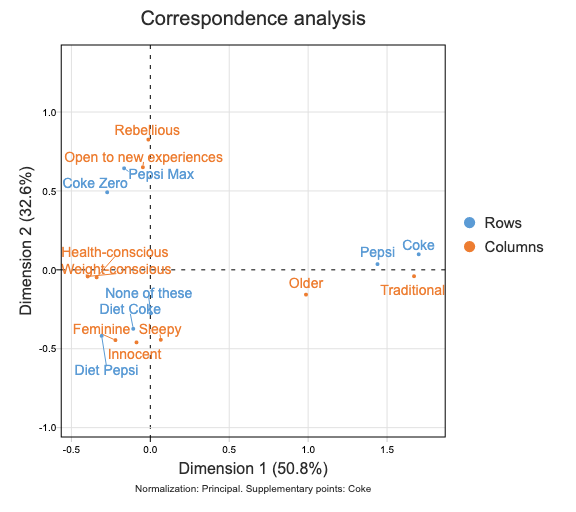 Correspondence analysis
Dimension 2 (32.6%)
1.0
0.5
0.0
-0.5
-1.0
Rebellious
Open to new experiences
Pepsi Max
Coke Zero
Health-conscious
Weight-conscious
None of these
Diet Coke
Feminine
Sleepy
Innocent
Diet Pepsi
Older
Pepsi
Coke
Traditional
Rows
Columns
-0.5 0.0 0.5 1.0 1.5
Dimension 1 (50.8%)
Normalization: Principal. Supplementary points: Coke